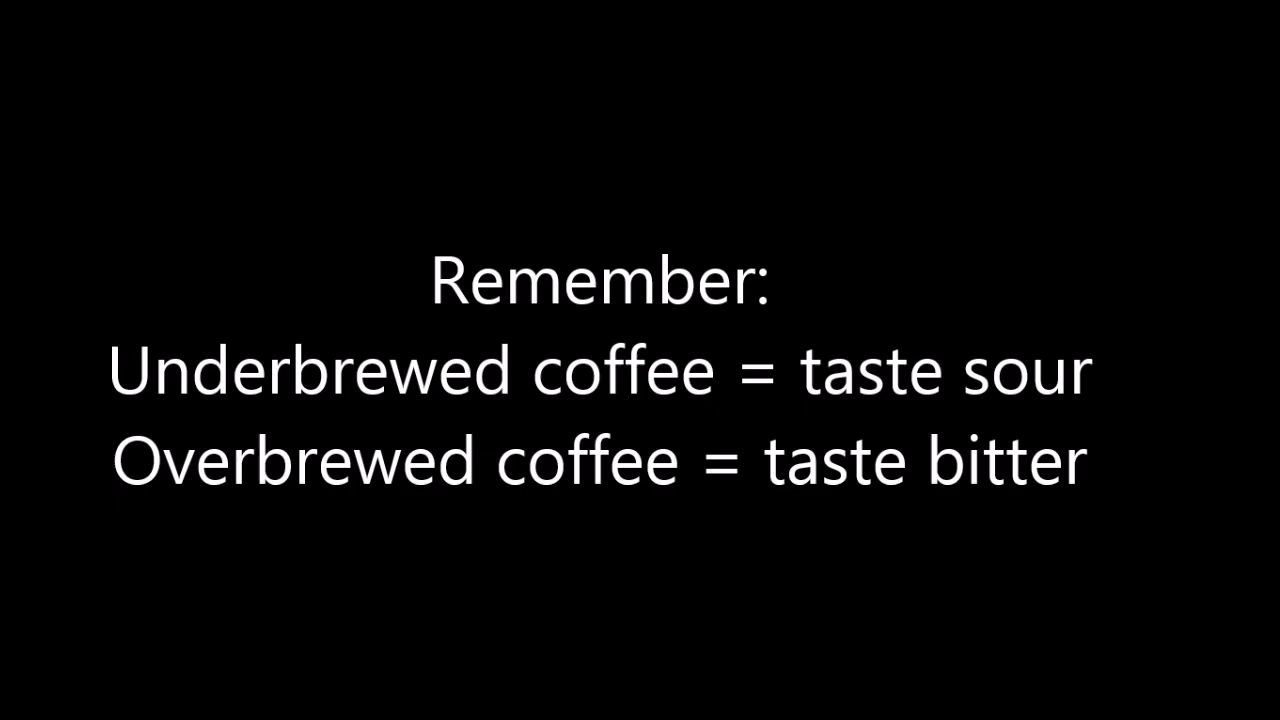 Remember:
Underbrewed coffee = taste sour
Overbrewed coffee = taste bitter